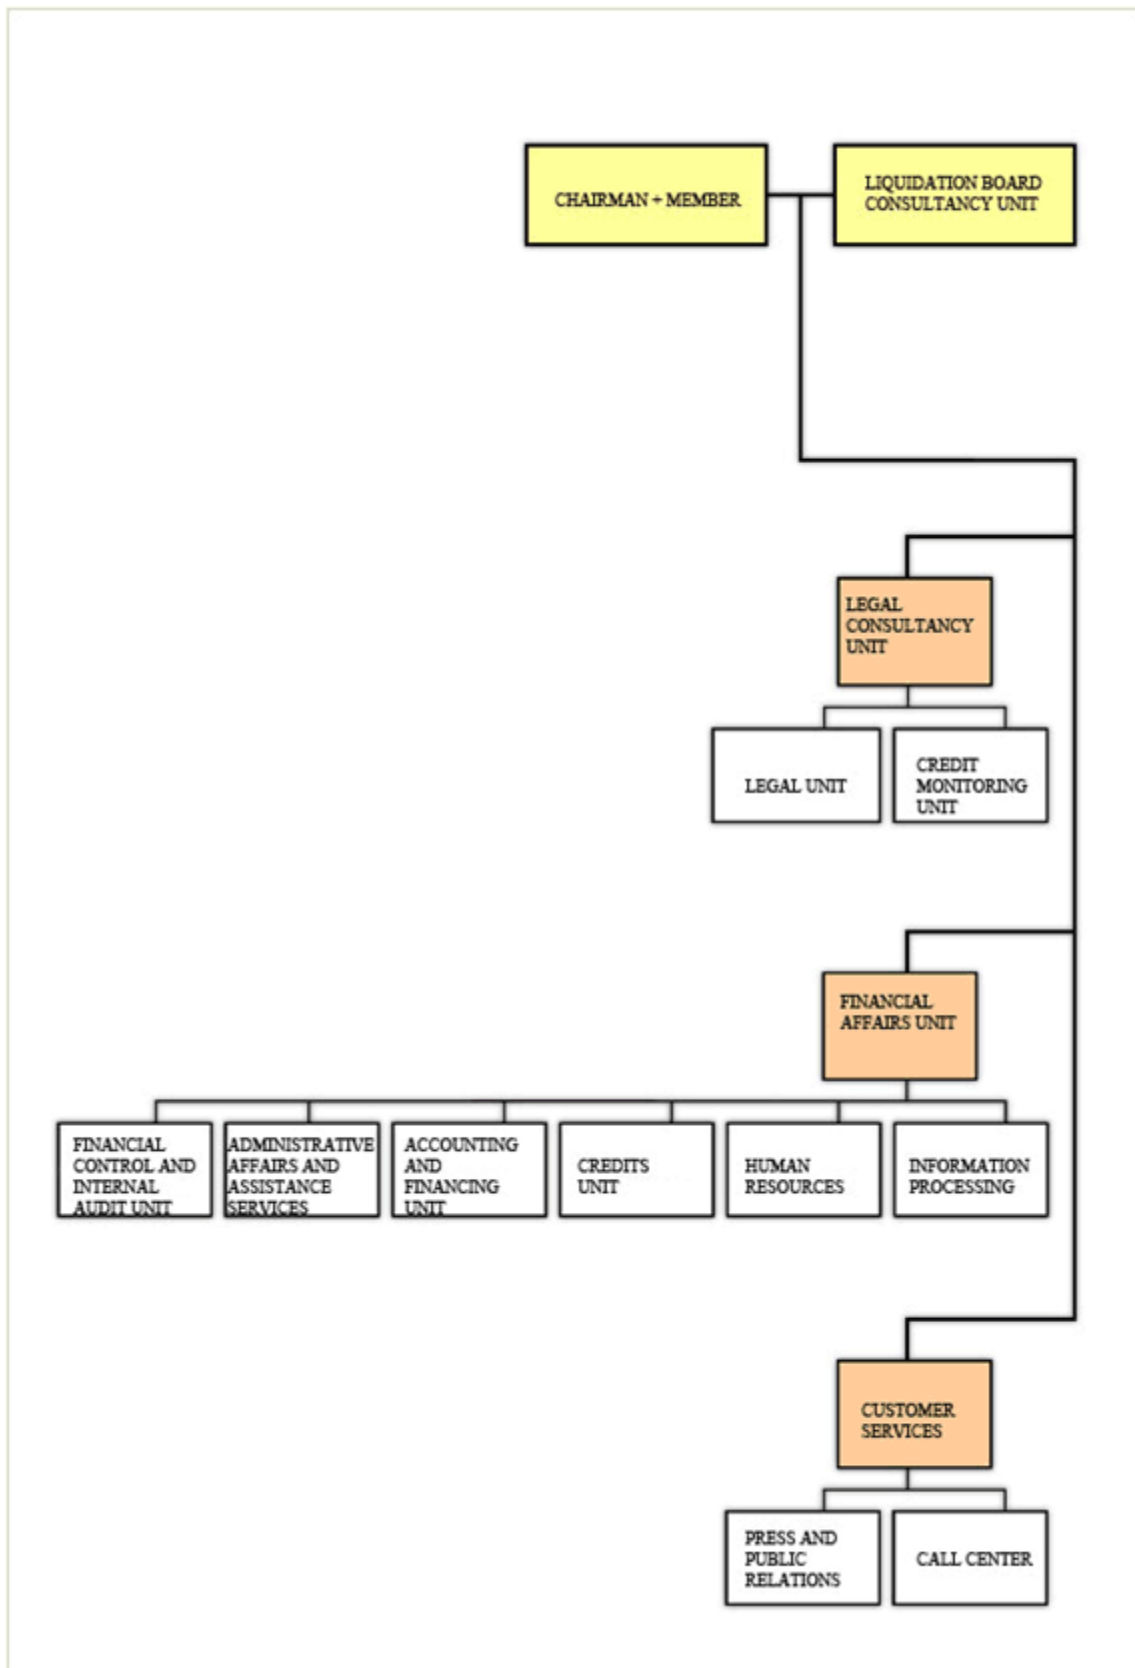 CHAIRMAN + MEMBER
LIQUIDATION BOARD
CONSULTANCY UNIT
LEGAL
CONSULTANCY
UNIT
LEGAL UNIT
CREDIT
MONITORING
UNIT
FINANCIAL
AFFAIRS UNIT
FINANCIAL
CONTROL AND
INTERNAL
AUDIT UNIT
ADMINISTRATIVE
AFFAIRS AND
ASSISTANCE
SERVICES
ACCOUNTING
AND
FINANCING
UNIT
CREDITS
UNIT
HUMAN
RESOURCES
INFORMATION
PROCESSING
CUSTOMER
SERVICES
PRESS AND
PUBLIC
RELATIONS
CALL CENTER